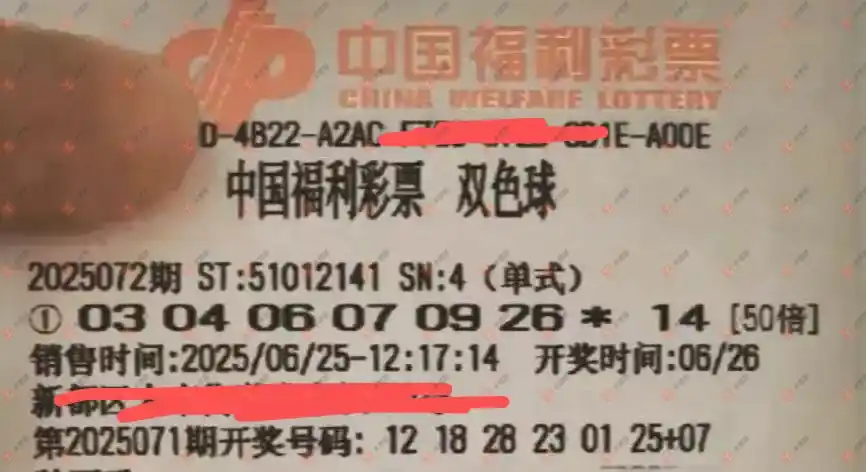 中国福利彩票
CHINA WELFARE LOTTERY
D-4B22-A2AC 1E-A00E
中国福利彩票 双色球
2025072期 ST:51012141 SN:4（单式）
① 03 04 06 07 09 26 * 14 [50倍]
销售时间:2025/06/25-12:17:14 开奖时间:06/26
新都区
第2025071期开奖号码: 12 18 28 23 01 25+07